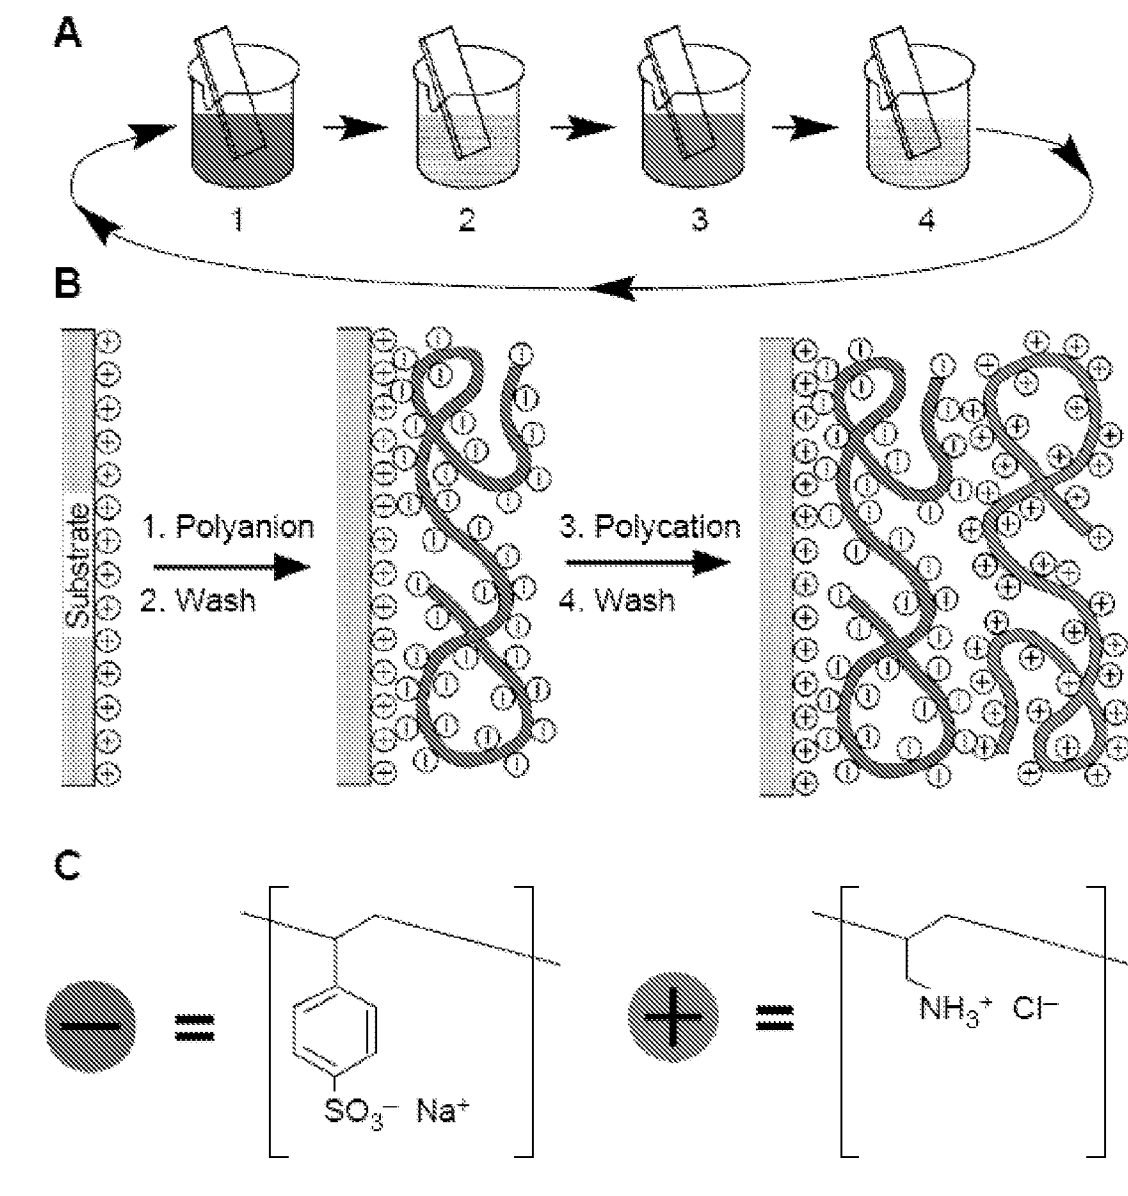 A
1 2 3 4
B
Substrate
1. Polyanion
2. Wash
3. Polycation
4. Wash
C
− =
SO₃⁻ Na⁺
+ =
NH₃⁺ Cl⁻